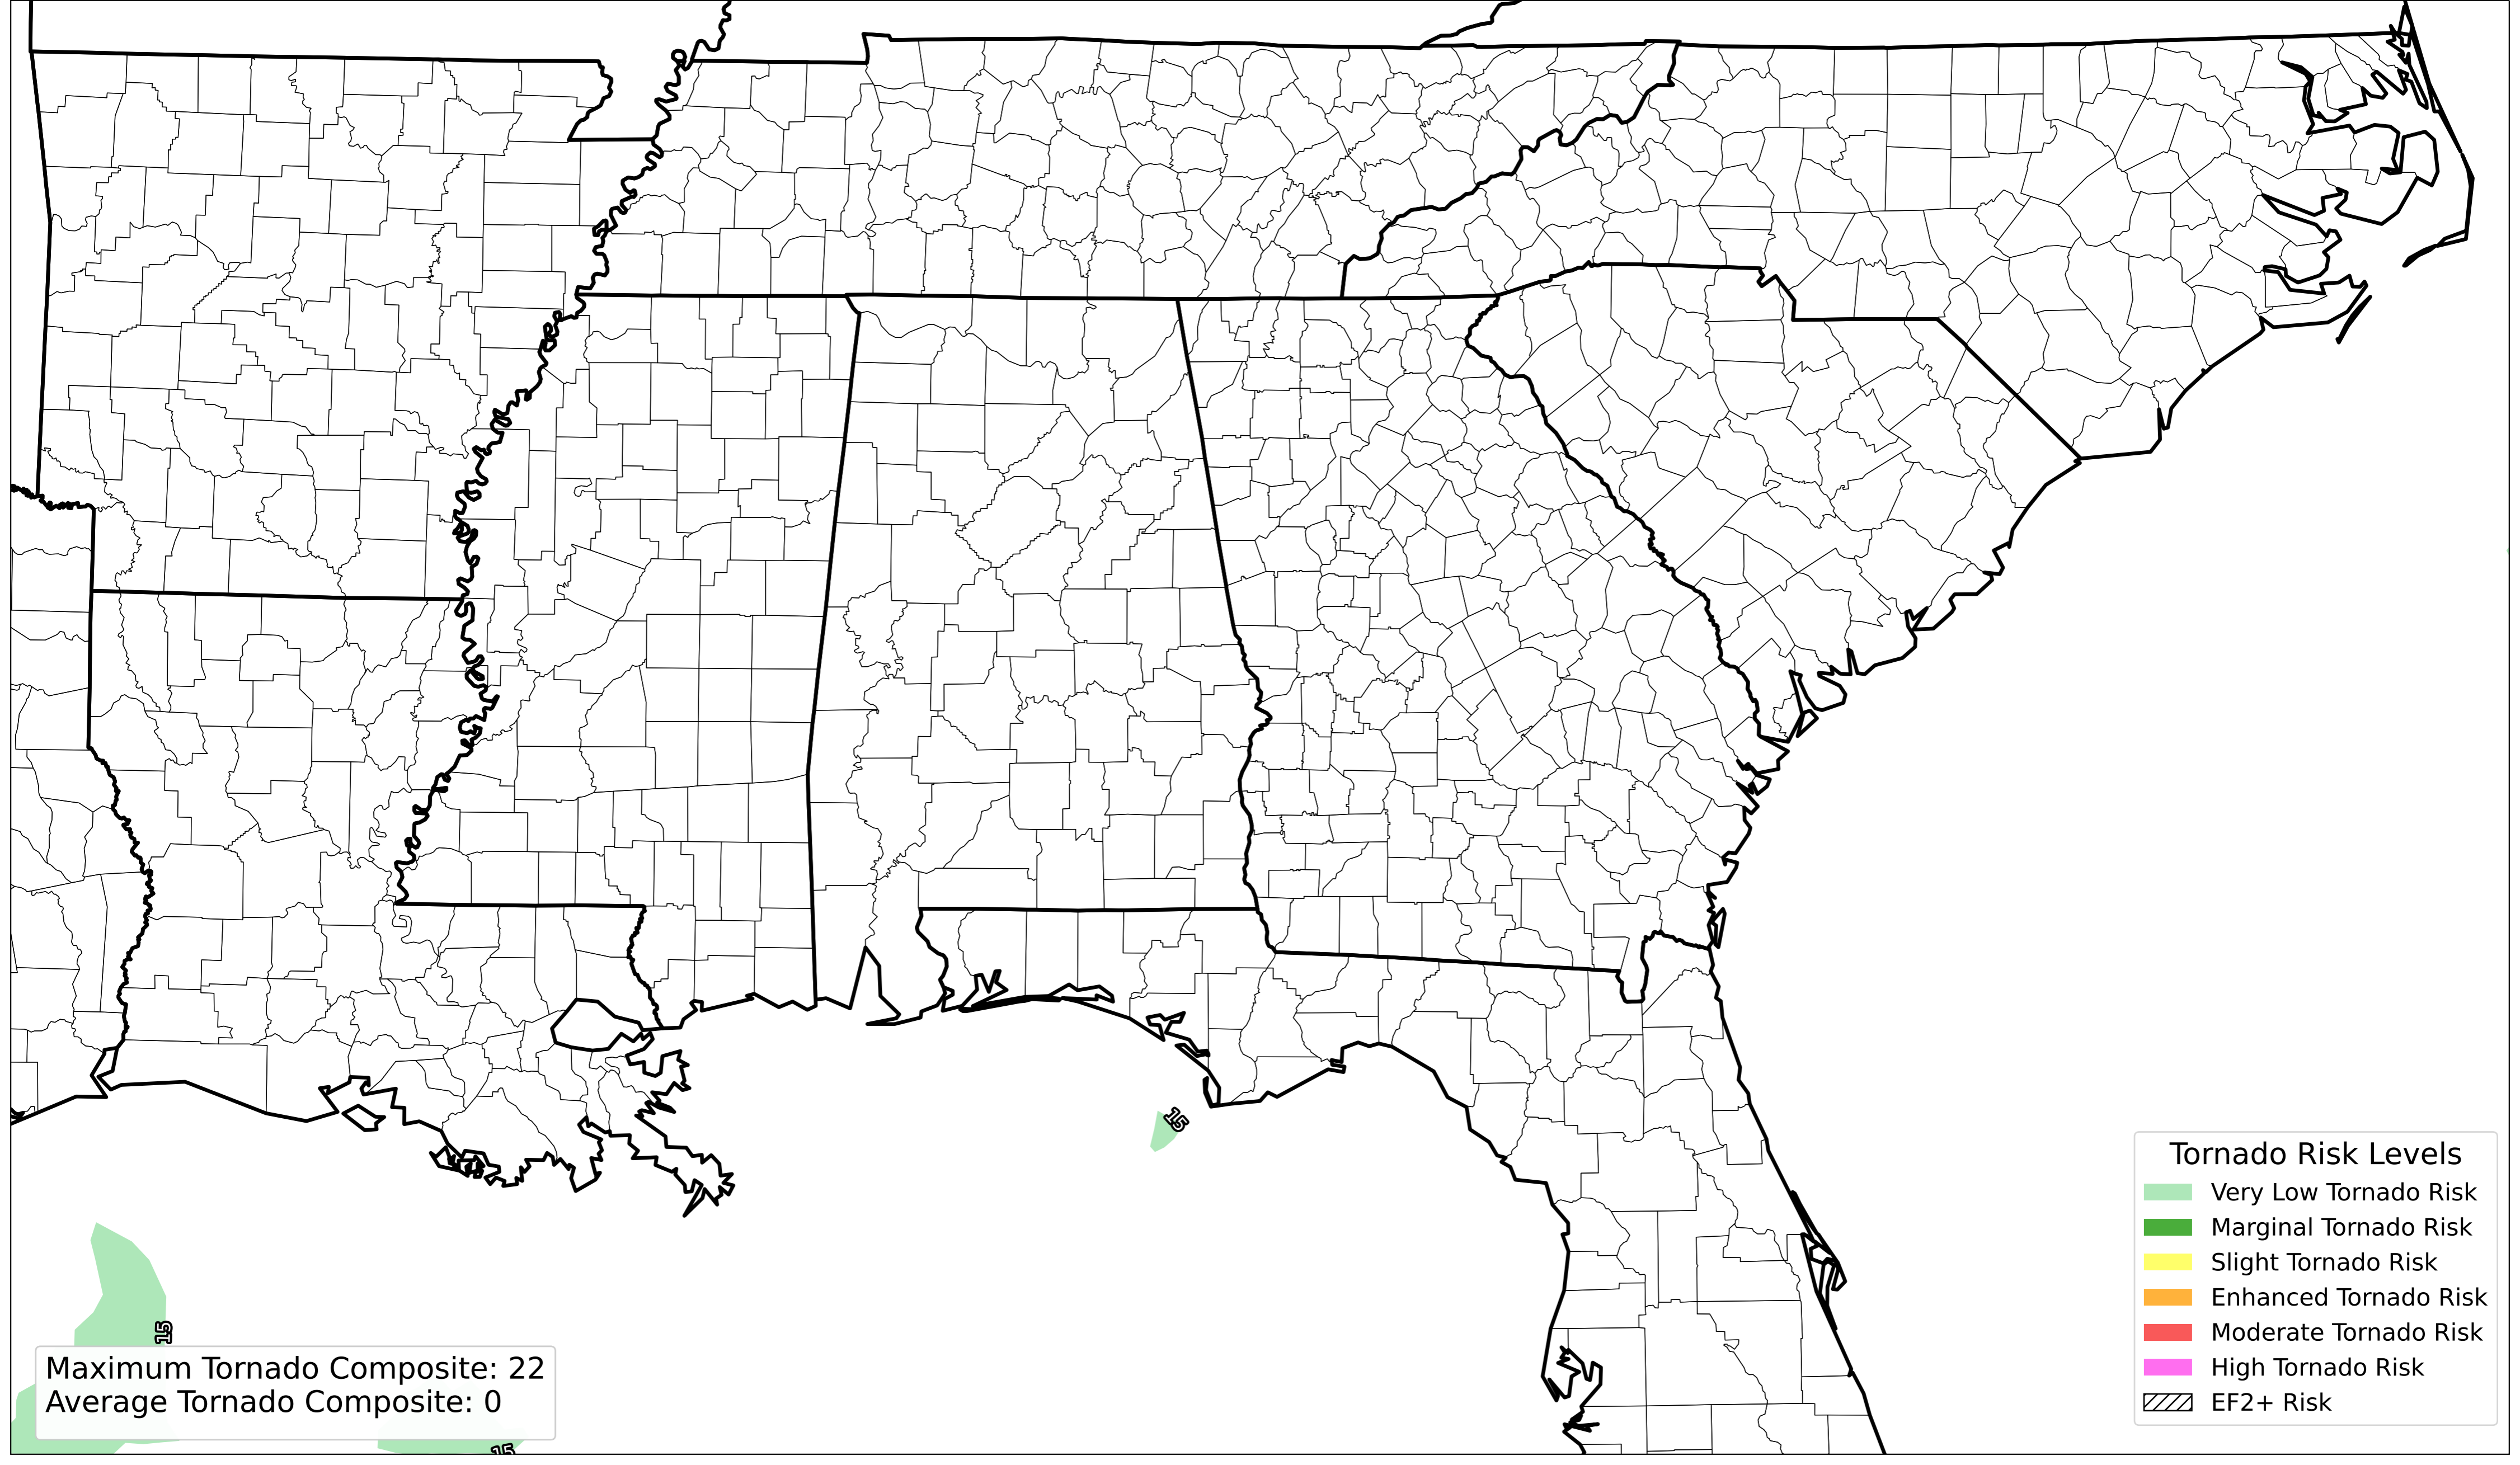 15
15
Maximum Tornado Composite: 22
Average Tornado Composite: 0
15
Tornado Risk Levels
Very Low Tornado Risk
Marginal Tornado Risk
Slight Tornado Risk
Enhanced Tornado Risk
Moderate Tornado Risk
High Tornado Risk
EF2+ Risk